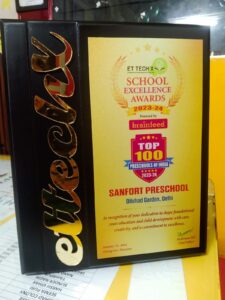 ettechX
ET TECH X
SCHOOL
EXCELLENCE
AWARDS
2023-24
Powered by
brainfeed
TOP
100
PRESCHOOLS OF INDIA
2023-24
SANFORT PRESCHOOL
Dilshad Garden, Delhi
In recognition of your dedication to shape foundational
years education and child development, with care,
creativity, and a commitment to excellence.